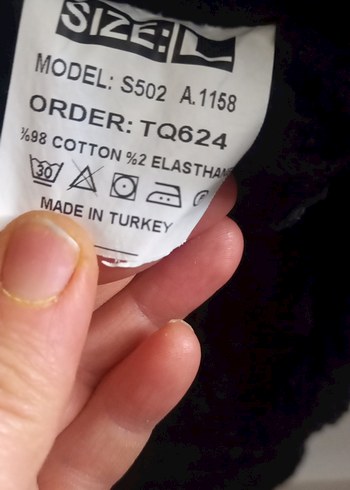 SIZE: L
MODEL: S502 A.1158
ORDER: TQ624
%98 COTTON %2 ELASTHAN
30
MADE IN TURKEY